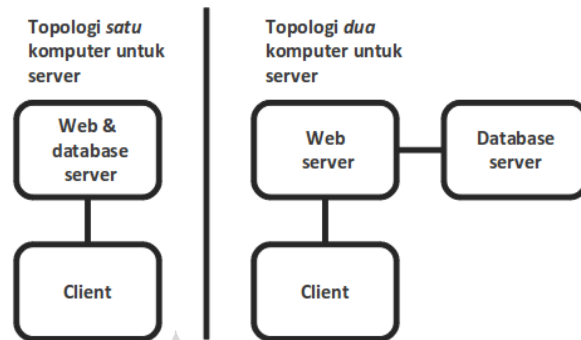 Topologi satu
komputer untuk
server
Web &
database
server
Client
Topologi dua
komputer untuk
server
Web
server
Database
server
Client